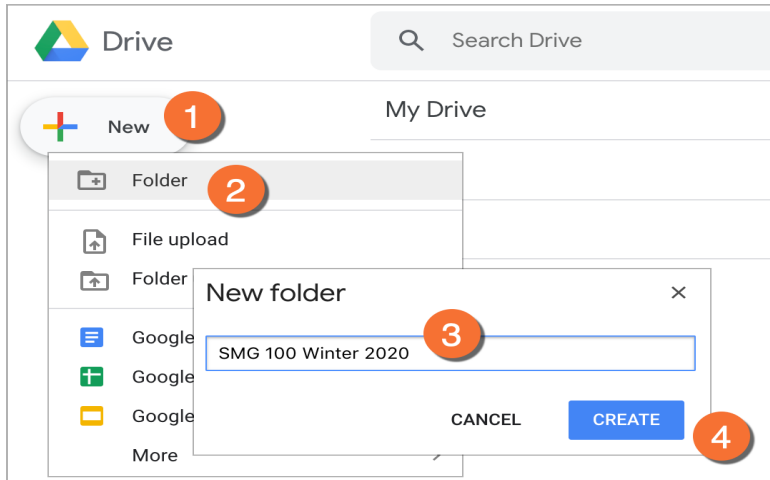 Drive
Search Drive
New 1
My Drive
Folder 2
File upload
Folder
New folder
3
SMG 100 Winter 2020
Google
Google
Google
CANCEL
CREATE
4
More